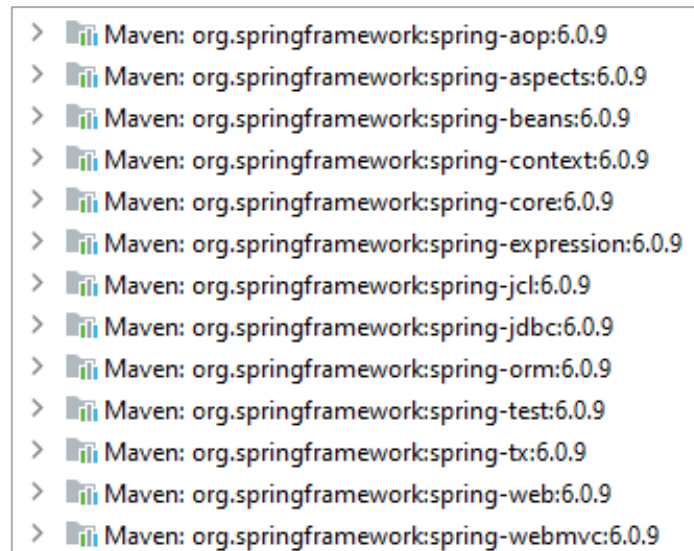 Maven: org.springframework:spring-aop:6.0.9
Maven: org.springframework:spring-aspects:6.0.9
Maven: org.springframework:spring-beans:6.0.9
Maven: org.springframework:spring-context:6.0.9
Maven: org.springframework:spring-core:6.0.9
Maven: org.springframework:spring-expression:6.0.9
Maven: org.springframework:spring-jcl:6.0.9
Maven: org.springframework:spring-jdbc:6.0.9
Maven: org.springframework:spring-orm:6.0.9
Maven: org.springframework:spring-test:6.0.9
Maven: org.springframework:spring-tx:6.0.9
Maven: org.springframework:spring-web:6.0.9
Maven: org.springframework:spring-webmvc:6.0.9